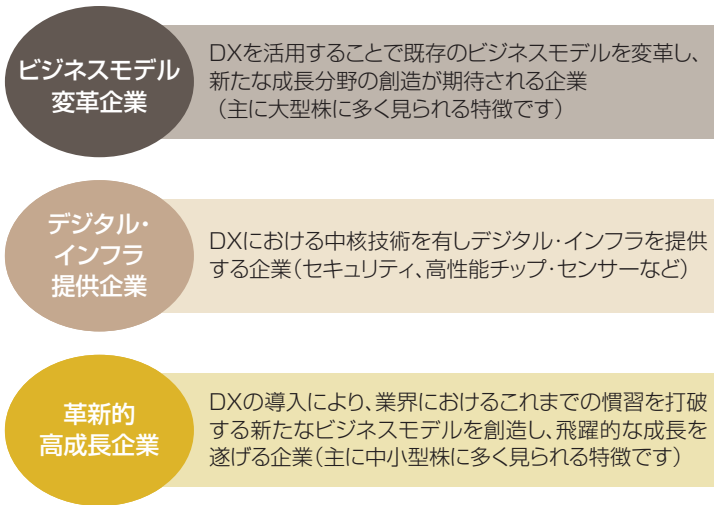 ビジネスモデル
変革企業
DXを活用することで既存のビジネスモデルを変革し、
新たな成長分野の創造が期待される企業
（主に大型株に多く見られる特徴です）
デジタル・
インフラ
提供企業
DXにおける中核技術を有しデジタル・インフラを提供
する企業（セキュリティ、高性能チップ・センサーなど）
革新的
高成長企業
DXの導入により、業界におけるこれまでの慣習を打破
する新たなビジネスモデルを創造し、飛躍的な成長を
遂げる企業（主に中小型株に多く見られる特徴です）